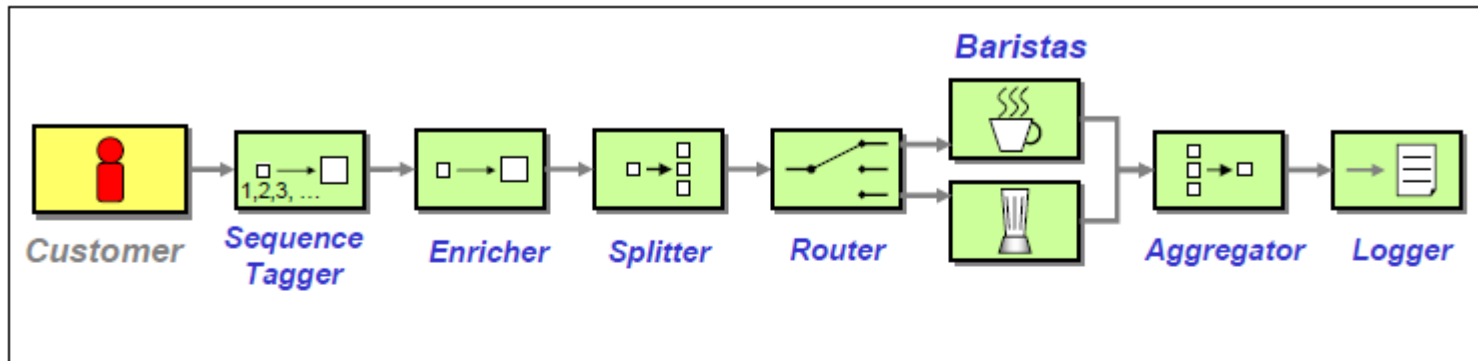 Baristas
1,2,3, ...
Customer
Sequence
Tagger
Enricher
Splitter
Router
Aggregator
Logger